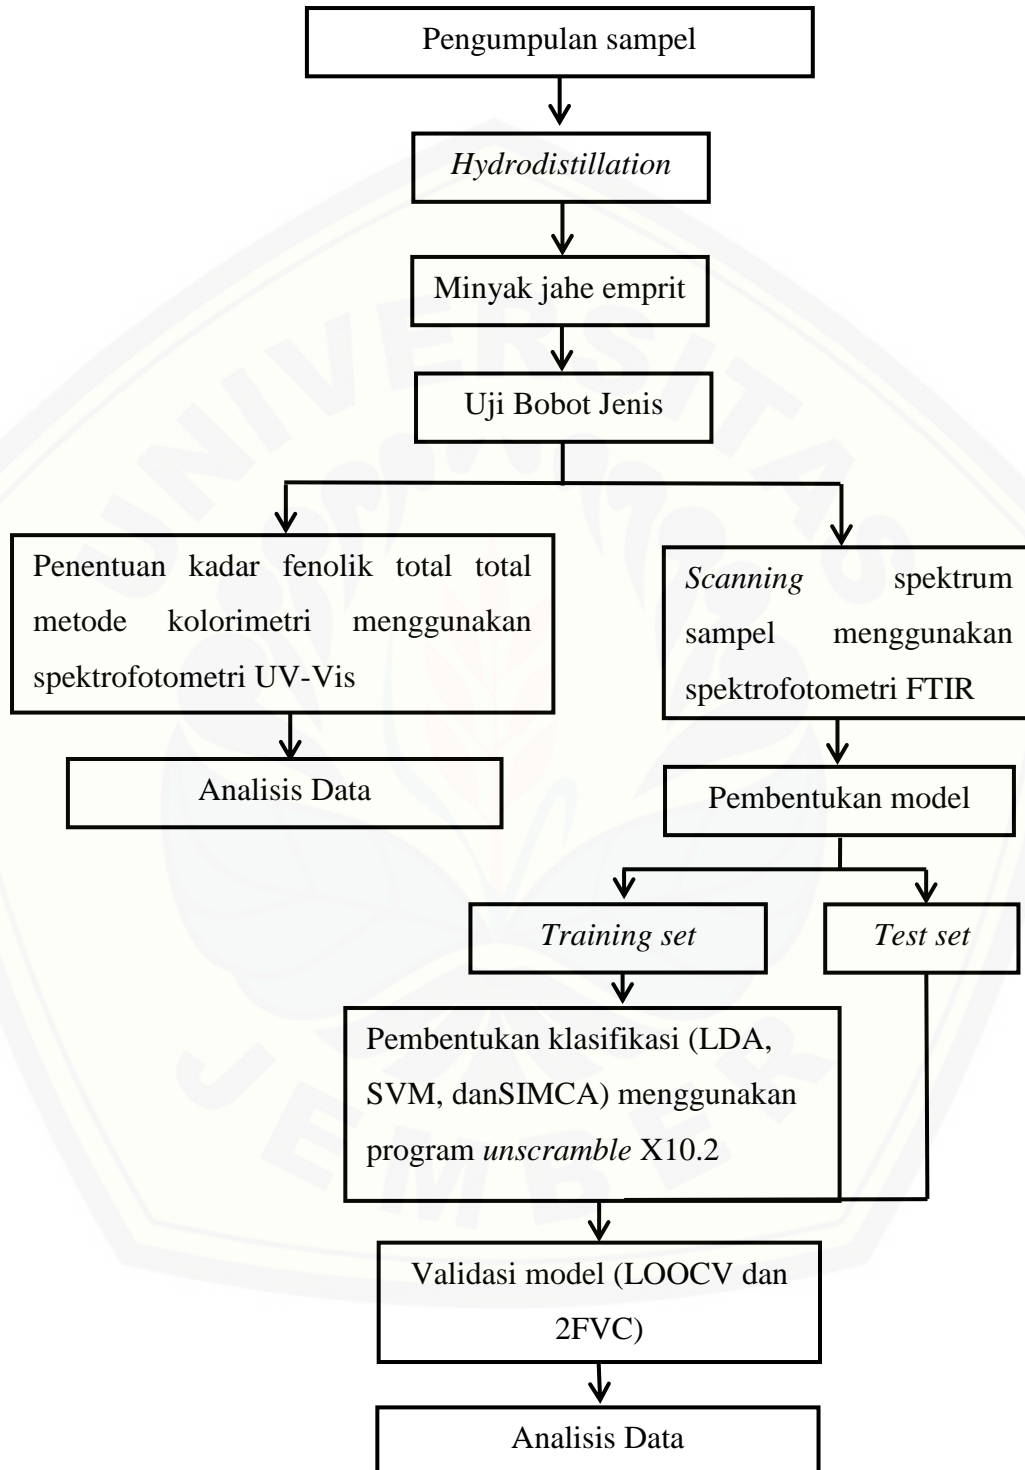 Pengumpulan sampel
Hydrodistillation
Minyak jahe emprit
Uji Bobot Jenis
Penentuan kadar fenolik total total
metode kolorimetri menggunakan
spektrofotometri UV-Vis
Analisis Data
Scanning spektrum
sampel menggunakan
spektrofotometri FTIR
Pembentukan model
Training set
Test set
Pembentukan klasifikasi (LDA,
SVM, danSIMCA) menggunakan
program unscramble X10.2
Validasi model (LOOCV dan
2FVC)
Analisis Data
UNIVERSITAS
JEMBER